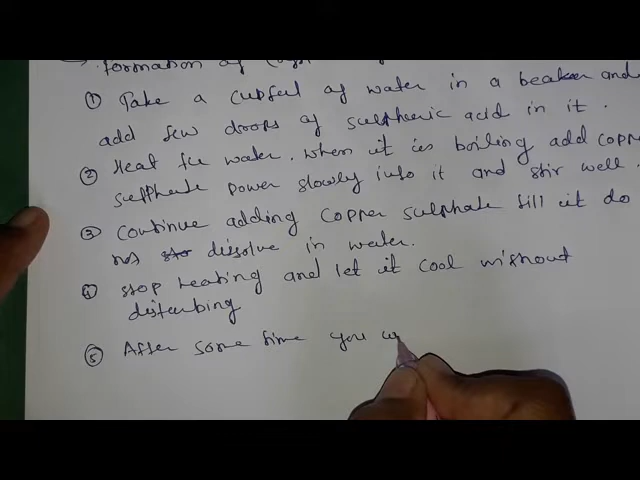 formation of
① Take a cupful of water in a beaker and
add few drops of sulphuric acid in it.
② Heat the water. When it is boiling add copp
sulphate power slowly into it and stir well.
③ Continue adding copper sulphate till it do
not dissolve in water.
④ stop heating and let it cool without
disturbing
⑤ After some time you